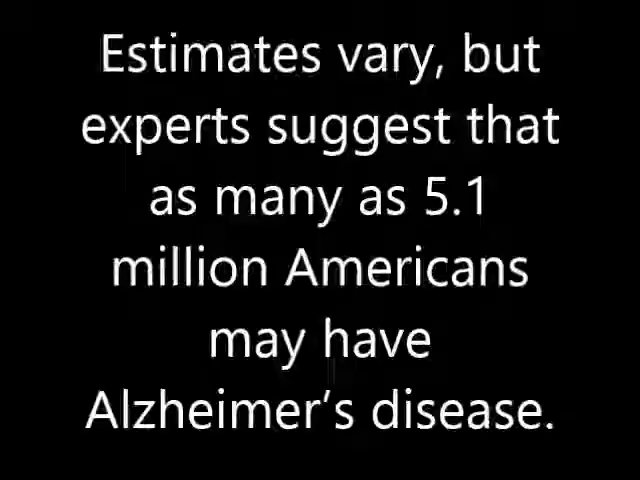 Estimates vary, but
experts suggest that
as many as 5.1
million Americans
may have
Alzheimer’s disease.